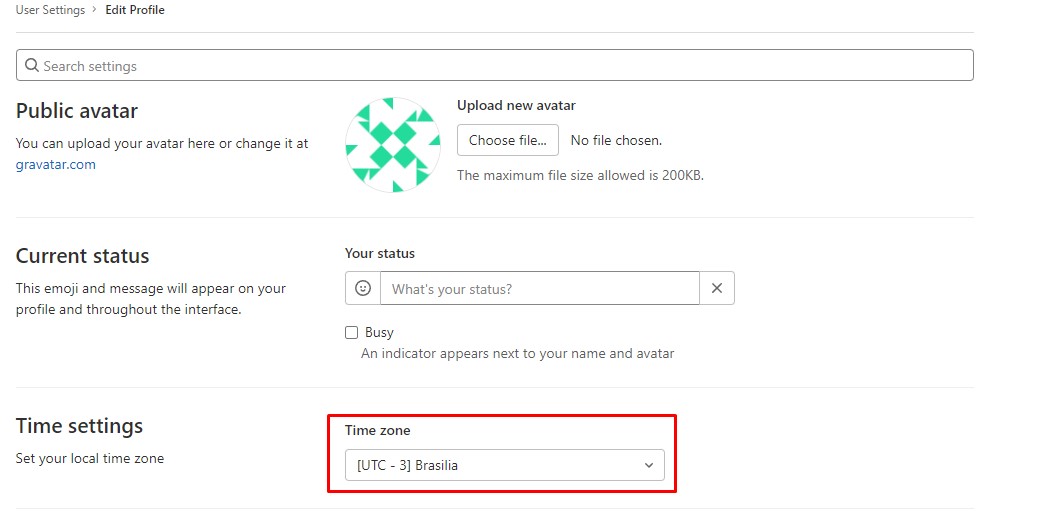 User Settings › Edit Profile
Search settings
Public avatar
You can upload your avatar here or change it at
gravatar.com
Upload new avatar
Choose file... No file chosen.
The maximum file size allowed is 200KB.
Current status
This emoji and message will appear on your
profile and throughout the interface.
Your status
What's your status?
Busy
An indicator appears next to your name and avatar
Time settings
Set your local time zone
Time zone
[UTC - 3] Brasilia